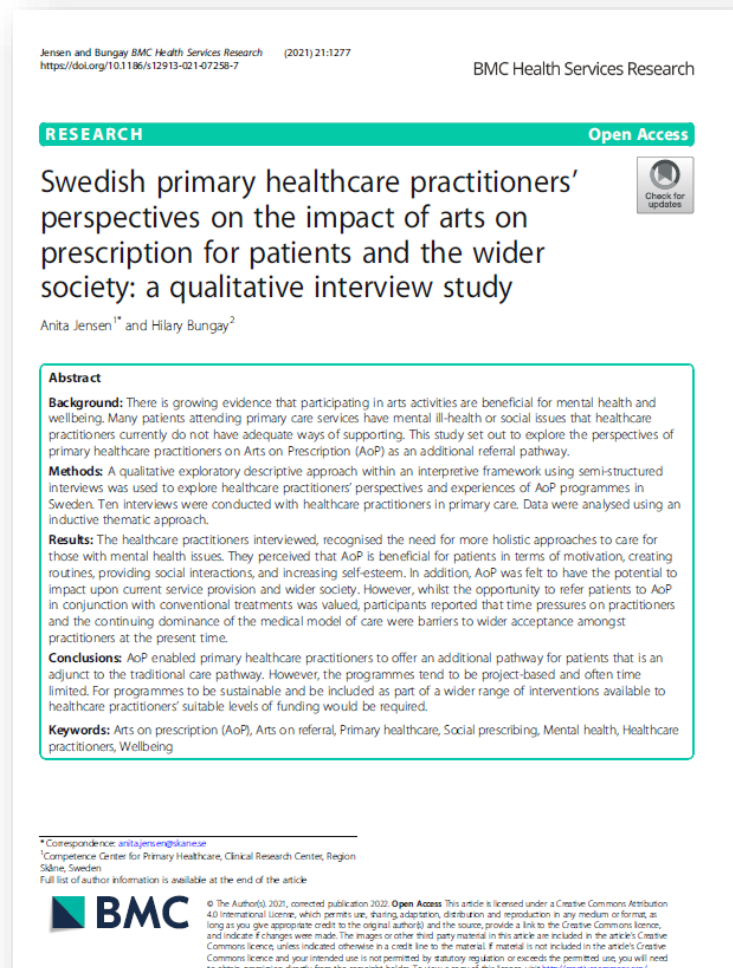 Jensen and Bungay BMC Health Services Research (2021) 21:1277
https://doi.org/10.1186/s12913-021-07258-7
BMC Health Services Research
RESEARCH
Open Access
Check for
updates
Swedish primary healthcare practitioners’
perspectives on the impact of arts on
prescription for patients and the wider
society: a qualitative interview study
Anita Jensen1* and Hilary Bungay2
Abstract
Background: There is growing evidence that participating in arts activities are beneficial for mental health and
wellbeing. Many patients attending primary care services have mental ill-health or social issues that healthcare
practitioners currently do not have adequate ways of supporting. This study set out to explore the perspectives of
primary healthcare practitioners on Arts on Prescription (AoP) as an additional referral pathway.
Methods: A qualitative exploratory descriptive approach within an interpretive framework using semi-structured
interviews was used to explore healthcare practitioners’ perspectives and experiences of AoP programmes in
Sweden. Ten interviews were conducted with healthcare practitioners in primary care. Data were analysed using an
inductive thematic approach.
Results: The healthcare practitioners interviewed, recognised the need for more holistic approaches to care for
those with mental health issues. They perceived that AoP is beneficial for patients in terms of motivation, creating
routines, providing social interactions, and increasing self-esteem. In addition, AoP was felt to have the potential to
impact upon current service provision and wider society. However, whilst the opportunity to refer patients to AoP
in conjunction with conventional treatments was valued, participants reported that time pressures on practitioners
and the continuing dominance of the medical model of care were barriers to wider acceptance amongst
practitioners at the present time.
Conclusions: AoP enabled primary healthcare practitioners to offer an additional pathway for patients that is an
adjunct to the traditional care pathway. However, the programmes tend to be project-based and often time
limited. For programmes to be sustainable and be included as part of a wider range of interventions available to
healthcare practitioners’ suitable levels of funding would be required.
Keywords: Arts on prescription (AoP), Arts on referral, Primary healthcare, Social prescribing, Mental health, Healthcare
practitioners, Wellbeing
* Correspondence: anita.jensen@skane.se
1Competence Center for Primary Healthcare, Clinical Research Center, Region
Skåne, Sweden
Full list of author information is available at the end of the article
BMC
© The Author(s). 2021, corrected publication 2022. Open Access This article is licensed under a Creative Commons Attribution
4.0 International License, which permits use, sharing, adaptation, distribution and reproduction in any medium or format, as
long as you give appropriate credit to the original author(s) and the source, provide a link to the Creative Commons licence,
and indicate if changes were made. The images or other third party material in this article are included in the article's Creative
Commons licence, unless indicated otherwise in a credit line to the material. If material is not included in the article's Creative
Commons licence and your intended use is not permitted by statutory regulation or exceeds the permitted use, you will need